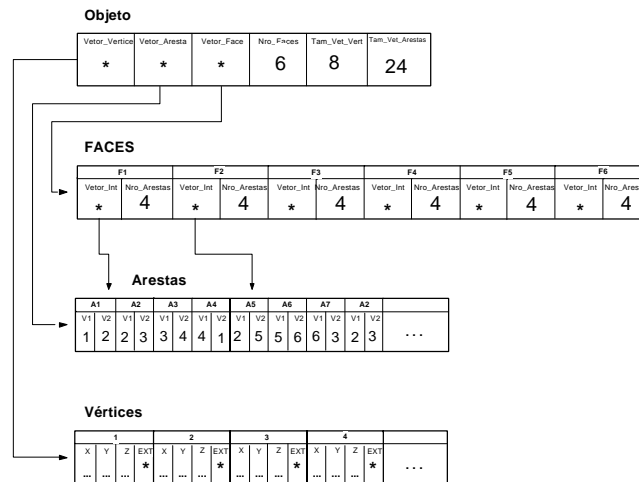 Objeto
Vetor_Vertice Vetor_Aresta Vetor_Face Nro_Faces Tam_Vet_Vert Tam_Vet_Arestas
* * * 6 8 24
FACES
F1 F2 F3 F4 F5 F6
Vetor_Int Nro_Arestas Vetor_Int Nro_Arestas Vetor_Int Nro_Arestas Vetor_Int Nro_Arestas Vetor_Int Nro_Arestas Vetor_Int Nro_Ares
* 4 * 4 * 4 * 4 * 4 * 4
Arestas
A1 A2 A3 A4 A5 A6 A7 A2
V1 V2 V1 V2 V1 V2 V1 V2 V1 V2 V1 V2 V1 V2 V1 V2
1 2 2 3 3 4 4 1 2 5 5 6 6 3 2 3 ...
Vértices
1 2 3 4
X Y Z EXT X Y Z EXT X Y Z EXT X Y Z EXT
... ... ... * ... ... ... * ... ... ... * ... ... ... * ...